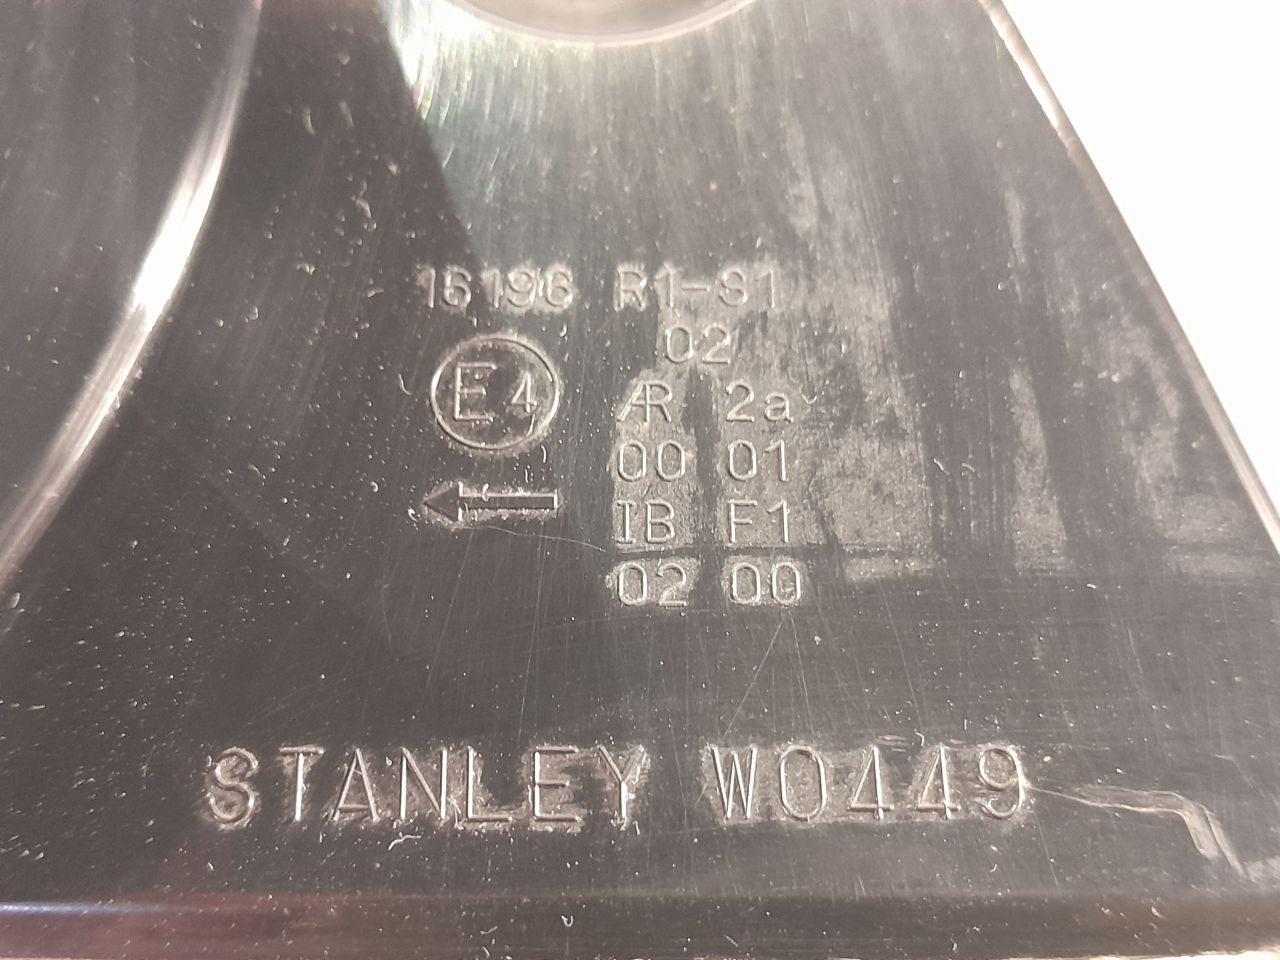 16196 R1-S1
02
E4 AR 2a
00 01
IB F1
02 00
STANLEY W0449